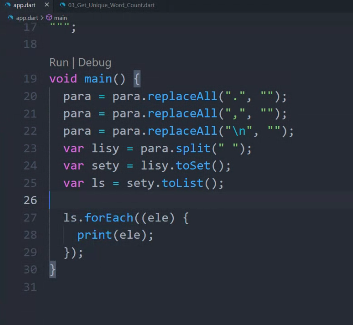 app.dart 03_Get_Unique_Word_Count.dart
app.dart > main
17 """;
18
Run | Debug
19 void main() {
20 para = para.replaceAll(".", "");
21 para = para.replaceAll(",", "");
22 para = para.replaceAll("\n", "");
23 var lisy = para.split(" ");
24 var sety = lisy.toSet();
25 var ls = sety.toList();
26
27 ls.forEach((ele) {
28 print(ele);
29 });
30 }
31